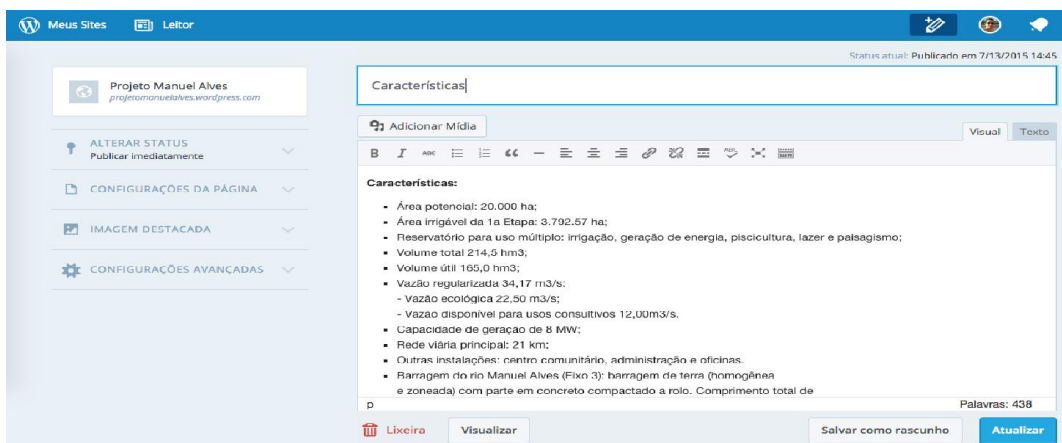 Meus Sites
Leitor
Status atual: Publicado em 7/13/2015 14:45
Projeto Manuel Alves
projetomanuelalves.wordpress.com
ALTERAR STATUS
Publicar imediatamente
CONFIGURAÇÕES DA PÁGINA
IMAGEM DESTACADA
CONFIGURAÇÕES AVANÇADAS
Características
Adicionar Mídia
Visual
Texto
B I ABC
Características:
Área potencial: 20.000 ha;
Área irrigável da 1a Etapa: 3.792.57 ha;
Reservatório para uso múltiplo: irrigação, geração de energia, piscicultura, lazer e paisagismo;
Volume total 214,5 hm3;
Volume útil 165,0 hm3;
Vazão regularizada 34,17 m3/s:
- Vazão ecológica 22,50 m3/s;
- Vazão disponível para usos consultivos 12,00m3/s.
Capacidade de geração de 8 MW;
Rede viária principal: 21 km;
Outras instalações: centro comunitário, administração e oficinas.
Barragem do rio Manuel Alves (Eixo 3): barragem de terra (homogênea
e zoneada) com parte em concreto compactado a rolo. Comprimento total de
p
Palavras: 438
Lixeira
Visualizar
Salvar como rascunho
Atualizar